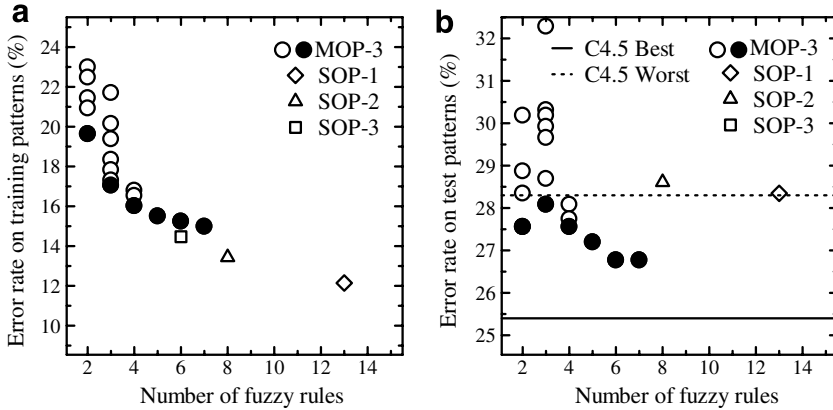 a
Error rate on training patterns (%)
24
22
20
18
16
14
12
10
2 4 6 8 10 12 14
Number of fuzzy rules
MOP-3
SOP-1
SOP-2
SOP-3
b
Error rate on test patterns (%)
32
31
30
29
28
27
26
25
2 4 6 8 10 12 14
Number of fuzzy rules
C4.5 Best
C4.5 Worst
MOP-3
SOP-1
SOP-2
SOP-3